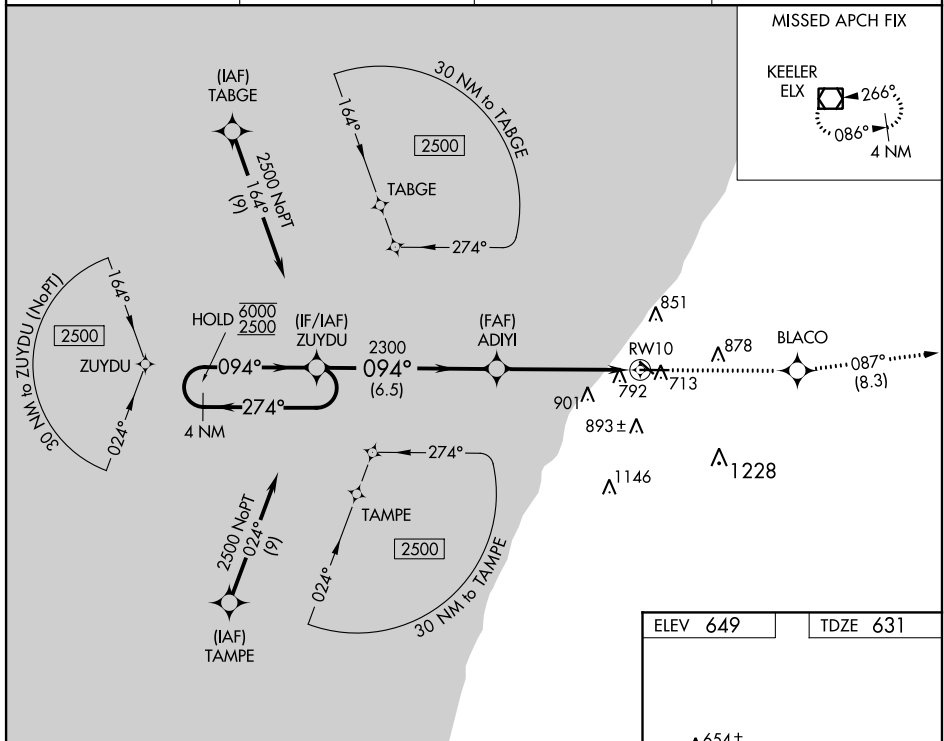 MISSED APCH FIX
KEELER
ELX
266°
086°
4 NM
(IAF)
TABGE
2500 NoPT
164°
(9)
30 NM to TABGE
164°
2500
TABGE
274°
30 NM to ZUYDU (NoPT)
164°
2500
ZUYDU
024°
HOLD 6000
2500
094°
274°
4 NM
(IF/IAF)
ZUYDU
2300
094°
(6.5)
(FAF)
ADIYI
851
RW10
878
792
713
901
893±
1146
1228
BLACO
087°
(8.3)
274°
TAMPE
2500
024°
30 NM to TAMPE
2500 NoPT
024°
(9)
(IAF)
TAMPE
ELEV 649
TDZE 631
654±